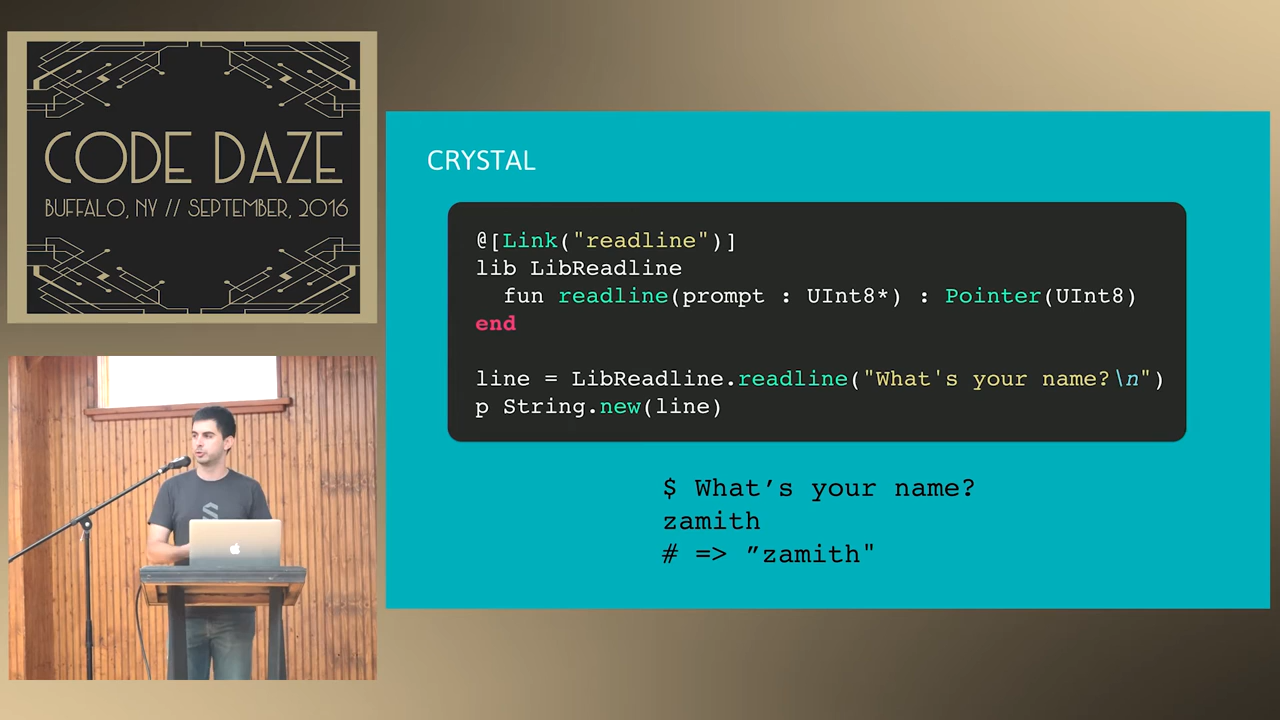 CODE DAZE
BUFFALO, NY // SEPTEMBER, 2016
CRYSTAL
@[Link("readline")]
lib LibReadline
  fun readline(prompt : UInt8*) : Pointer(UInt8)
end
line = LibReadline.readline("What's your name?\n")
p String.new(line)
$ What’s your name?
zamith
# => ”zamith"
S